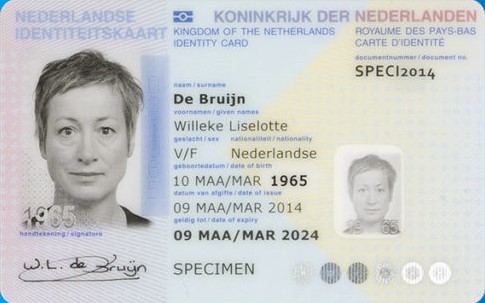 NEDERLANDSE
IDENTITEITSKAART
KONINKRIJK DER NEDERLANDEN
KINGDOM OF THE NETHERLANDS
IDENTITY CARD
ROYAUME DES PAYS-BAS
CARTE D'IDENTITÉ
documentnummer / document no.
SPECI2014
naam / surname
De Bruijn
voornamen / given names
Willeke Liselotte
geslacht / sex nationaliteit / nationality
V/F Nederlandse
geboortedatum / date of birth
10 MAA/MAR 1965
datum van afgifte / date of issue
09 MAA/MAR 2014
geldig tot / date of expiry
09 MAA/MAR 2024
1965
handtekening / signature
W.L. de Bruijn
SPECIMEN